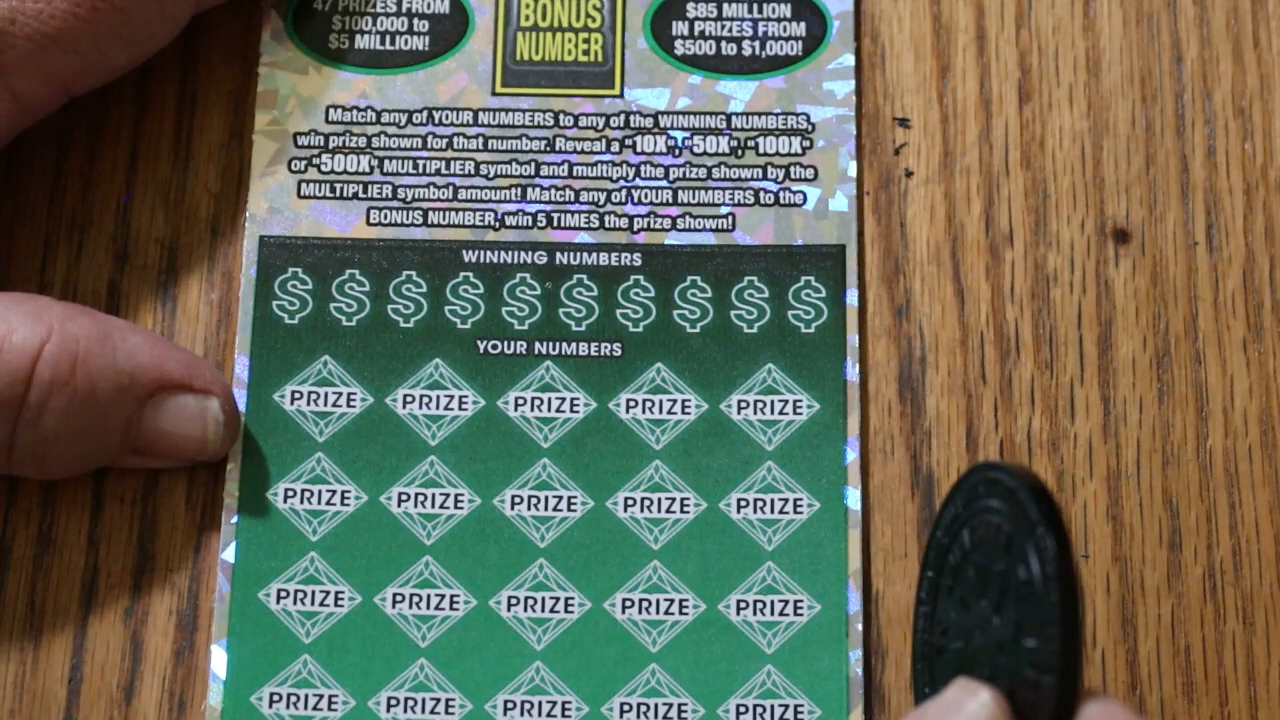 47 PRIZES FROM
$100,000 to
$5 MILLION!
BONUS
NUMBER
$85 MILLION
IN PRIZES FROM
$500 to $1,000!
Match any of YOUR NUMBERS to any of the WINNING NUMBERS,
win prize shown for that number. Reveal a "10X", "50X", "100X"
or "500X" MULTIPLIER symbol and multiply the prize shown by the
MULTIPLIER symbol amount! Match any of YOUR NUMBERS to the
BONUS NUMBER, win 5 TIMES the prize shown!
WINNING NUMBERS
$ $ $ $ $ $ $ $ $ $
YOUR NUMBERS
PRIZE PRIZE PRIZE PRIZE PRIZE
PRIZE PRIZE PRIZE PRIZE PRIZE
PRIZE PRIZE PRIZE PRIZE PRIZE
PRIZE PRIZE PRIZE PRIZE PRIZE